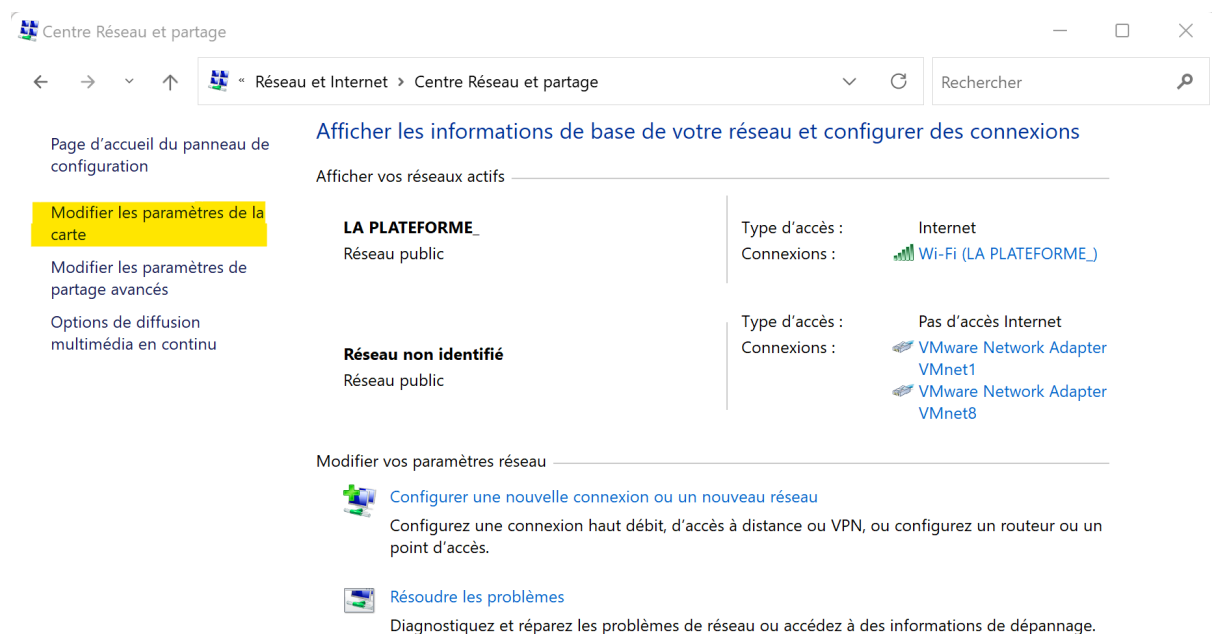 Centre Réseau et partage
« Réseau et Internet > Centre Réseau et partage
Rechercher
Page d'accueil du panneau de
configuration
Modifier les paramètres de la
carte
Modifier les paramètres de
partage avancés
Options de diffusion
multimédia en continu
Afficher les informations de base de votre réseau et configurer des connexions
Afficher vos réseaux actifs
LA PLATEFORME_
Réseau public
Type d'accès : Internet
Connexions : Wi-Fi (LA PLATEFORME_)
Réseau non identifié
Réseau public
Type d'accès : Pas d'accès Internet
Connexions : VMware Network Adapter
VMnet1
VMware Network Adapter
VMnet8
Modifier vos paramètres réseau
Configurer une nouvelle connexion ou un nouveau réseau
Configurez une connexion haut débit, d'accès à distance ou VPN, ou configurez un routeur ou un
point d'accès.
Résoudre les problèmes
Diagnostiquez et réparez les problèmes de réseau ou accédez à des informations de dépannage.